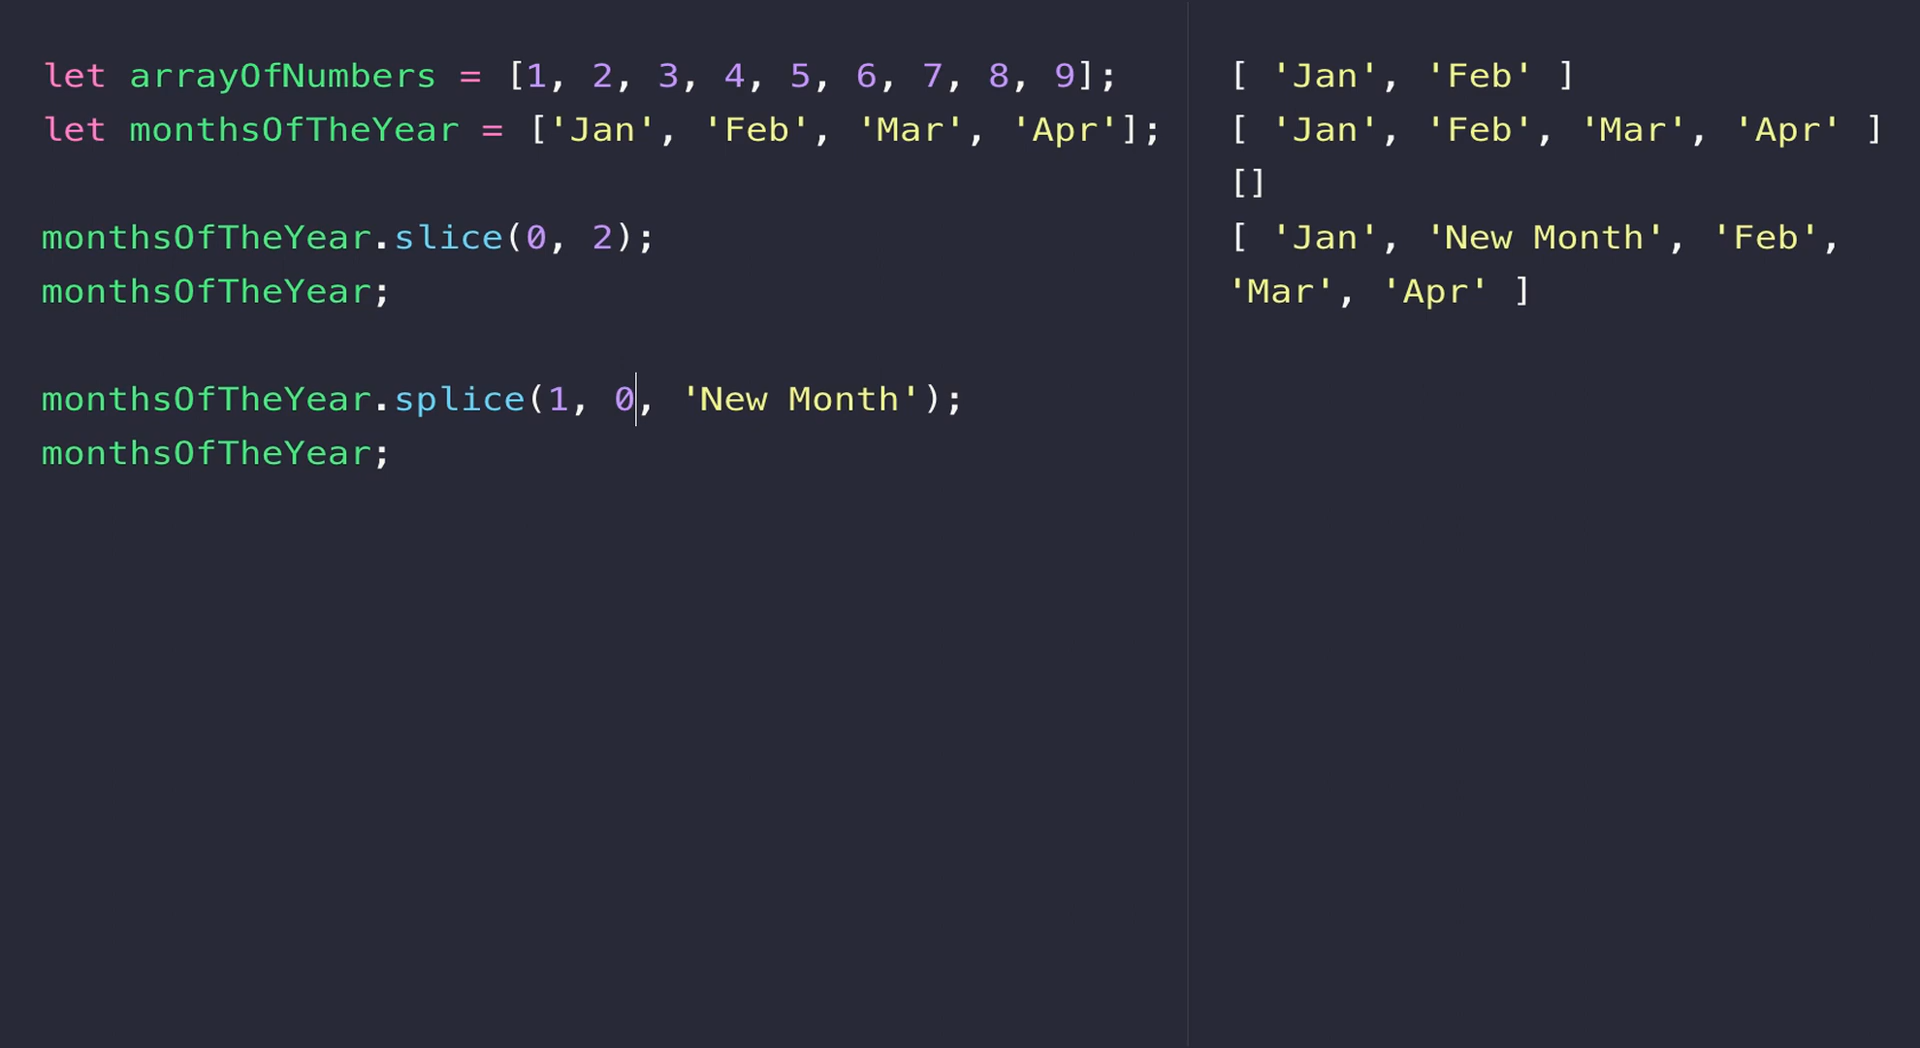 let arrayOfNumbers = [1, 2, 3, 4, 5, 6, 7, 8, 9];
let monthsOfTheYear = ['Jan', 'Feb', 'Mar', 'Apr'];
monthsOfTheYear.slice(0, 2);
monthsOfTheYear;
monthsOfTheYear.splice(1, 0, 'New Month');
monthsOfTheYear;
[ 'Jan', 'Feb' ]
[ 'Jan', 'Feb', 'Mar', 'Apr' ]
[]
[ 'Jan', 'New Month', 'Feb',
'Mar', 'Apr' ]